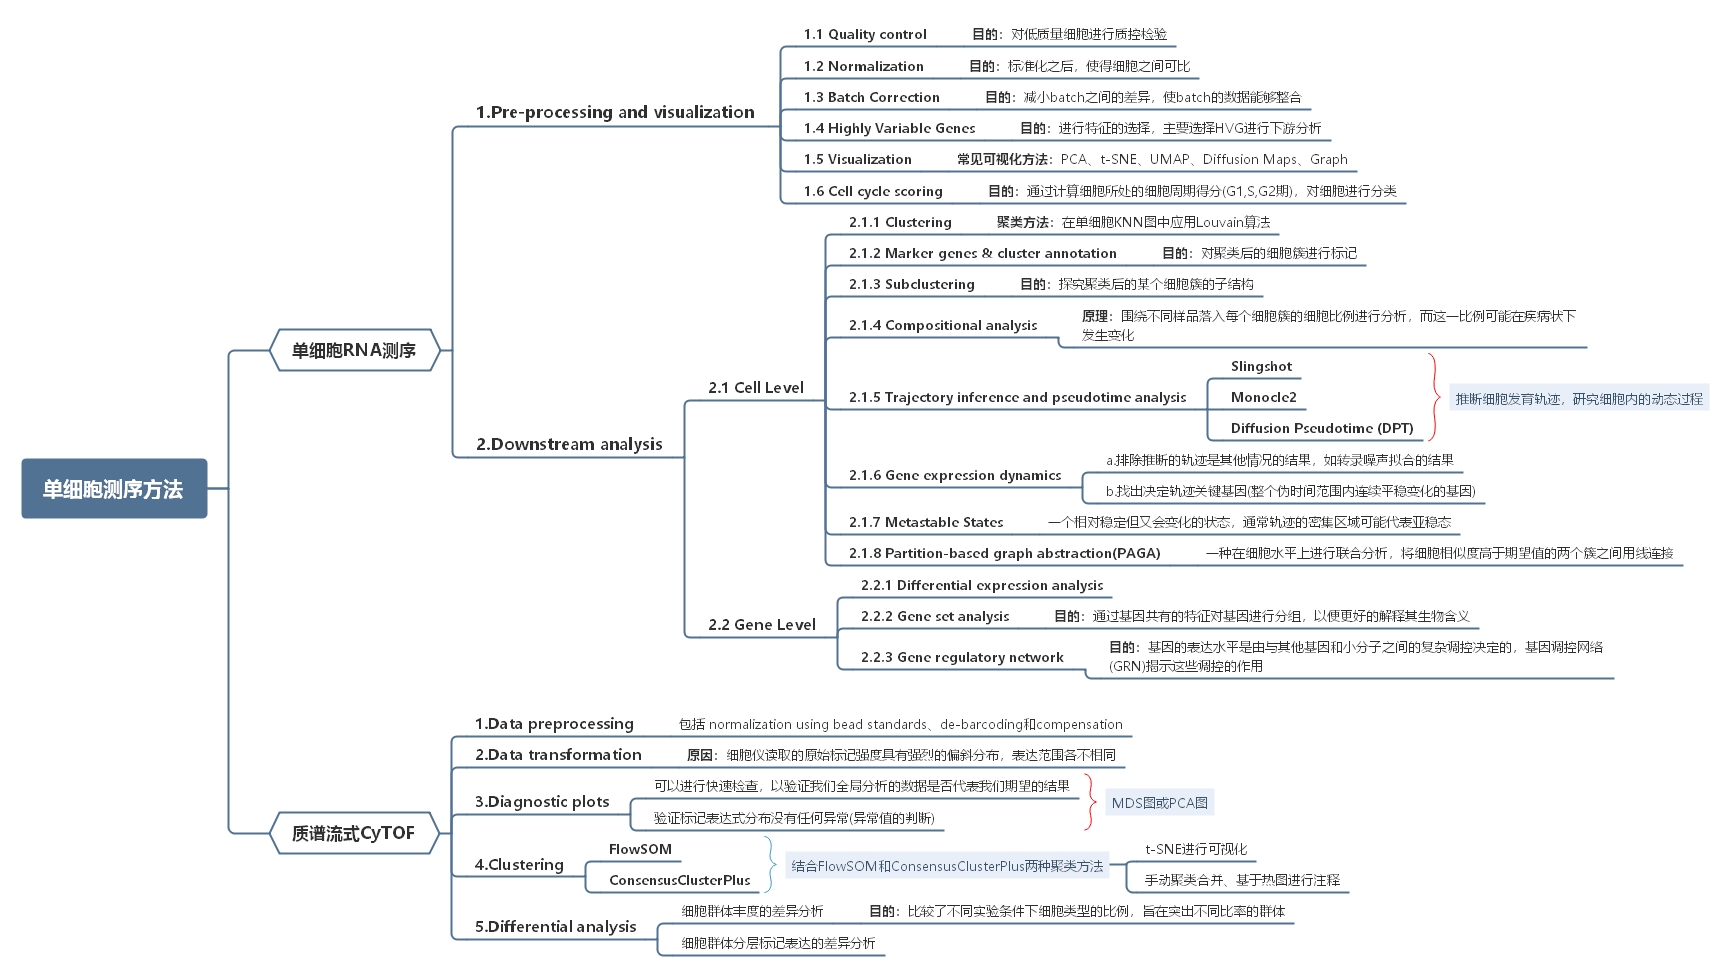 单细胞测序方法
单细胞RNA测序
1.Pre-processing and visualization
1.1 Quality control 目的：对低质量细胞进行质控检验
1.2 Normalization 目的：标准化之后，使得细胞之间可比
1.3 Batch Correction 目的：减小batch之间的差异，使batch的数据能够整合
1.4 Highly Variable Genes 目的：进行特征的选择，主要选择HVG进行下游分析
1.5 Visualization 常见可视化方法：PCA、t-SNE、UMAP、Diffusion Maps、Graph
1.6 Cell cycle scoring 目的：通过计算细胞所处的细胞周期得分(G1,S,G2期)，对细胞进行分类
2.Downstream analysis
2.1 Cell Level
2.1.1 Clustering 聚类方法：在单细胞KNN图中应用Louvain算法
2.1.2 Marker genes & cluster annotation 目的：对聚类后的细胞簇进行标记
2.1.3 Subclustering 目的：探究聚类后的某个细胞簇的子结构
2.1.4 Compositional analysis 原理：围绕不同样品落入每个细胞簇的细胞比例进行分析，而这一比例可能在疾病状下
发生变化
2.1.5 Trajectory inference and pseudotime analysis
Slingshot
Monocle2
Diffusion Pseudotime (DPT)
推断细胞发育轨迹，研究细胞内的动态过程
2.1.6 Gene expression dynamics
a.排除推断的轨迹是其他情况的结果，如转录噪声拟合的结果
b.找出决定轨迹关键基因(整个伪时间范围内连续平稳变化的基因)
2.1.7 Metastable States 一个相对稳定但又会变化的状态，通常轨迹的密集区域可能代表亚稳态
2.1.8 Partition-based graph abstraction(PAGA) 一种在细胞水平上进行联合分析，将细胞相似度高于期望值的两个簇之间用线连接
2.2 Gene Level
2.2.1 Differential expression analysis
2.2.2 Gene set analysis 目的：通过基因共有的特征对基因进行分组，以便更好的解释其生物含义
2.2.3 Gene regulatory network 目的：基因的表达水平是由与其他基因和小分子之间的复杂调控决定的，基因调控网络
(GRN)揭示这些调控的作用
质谱流式CyTOF
1.Data preprocessing 包括 normalization using bead standards、de-barcoding和compensation
2.Data transformation 原因：细胞仪读取的原始标记强度具有强烈的偏斜分布，表达范围各不相同
3.Diagnostic plots
可以进行快速检查，以验证我们全局分析的数据是否代表我们期望的结果
验证标记表达式分布没有任何异常(异常值的判断)
MDS图或PCA图
4.Clustering
FlowSOM
ConsensusClusterPlus
结合FlowSOM和ConsensusClusterPlus两种聚类方法
t-SNE进行可视化
手动聚类合并、基于热图进行注释
5.Differential analysis
细胞群体丰度的差异分析 目的：比较了不同实验条件下细胞类型的比例，旨在突出不同比率的群体
细胞群体分层标记表达的差异分析